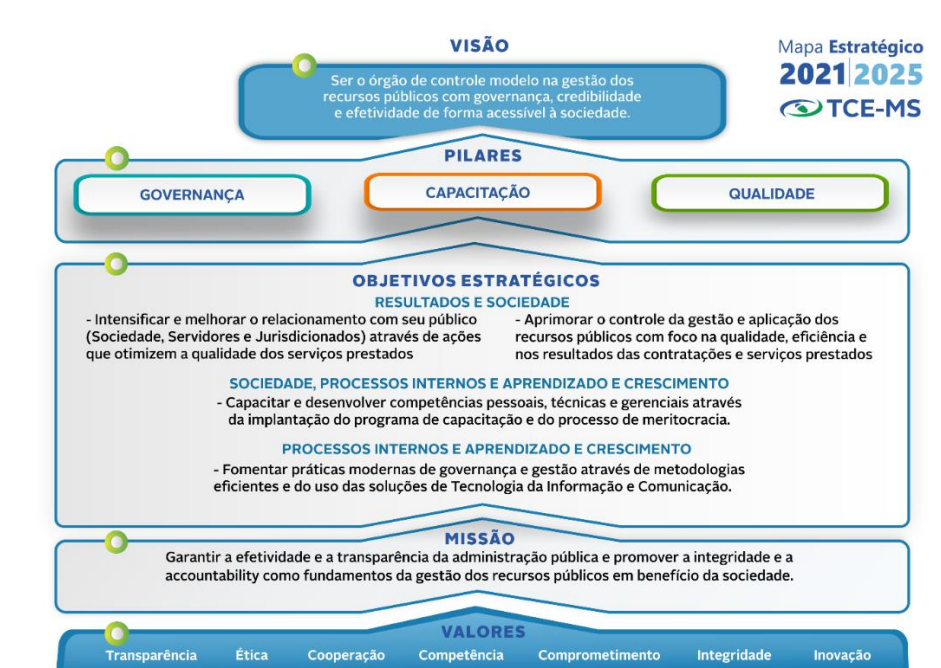 VISÃO
Mapa Estratégico
2021|2025
TCE-MS
Ser o órgão de controle modelo na gestão dos
recursos públicos com governança, credibilidade
e efetividade de forma acessível à sociedade.
PILARES
GOVERNANÇA
CAPACITAÇÃO
QUALIDADE
OBJETIVOS ESTRATÉGICOS
RESULTADOS E SOCIEDADE
- Intensificar e melhorar o relacionamento com seu público
(Sociedade, Servidores e Jurisdicionados) através de ações
que otimizem a qualidade dos serviços prestados
- Aprimorar o controle da gestão e aplicação dos
recursos públicos com foco na qualidade, eficiência e
nos resultados das contratações e serviços prestados
SOCIEDADE, PROCESSOS INTERNOS E APRENDIZADO E CRESCIMENTO
- Capacitar e desenvolver competências pessoais, técnicas e gerenciais através
da implantação do programa de capacitação e do processo de meritocracia.
PROCESSOS INTERNOS E APRENDIZADO E CRESCIMENTO
- Fomentar práticas modernas de governança e gestão através de metodologias
eficientes e do uso das soluções de Tecnologia da Informação e Comunicação.
MISSÃO
Garantir a efetividade e a transparência da administração pública e promover a integridade e a
accountability como fundamentos da gestão dos recursos públicos em benefício da sociedade.
VALORES
Transparência Ética Cooperação Competência Comprometimento Integridade Inovação